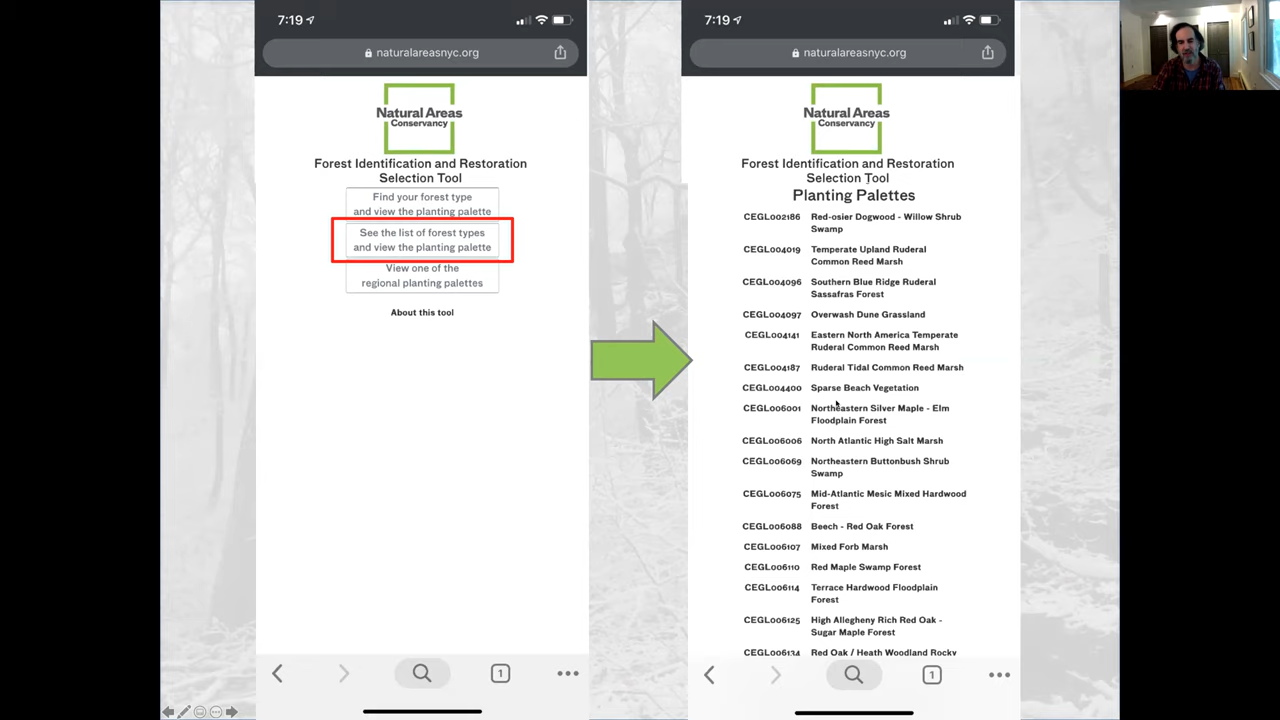 7:19
naturalareasnyc.org
Natural Areas
Conservancy
Forest Identification and Restoration
Selection Tool
Find your forest type
and view the planting palette
See the list of forest types
and view the planting palette
View one of the
regional planting palettes
About this tool
1
7:19
naturalareasnyc.org
Natural Areas
Conservancy
Forest Identification and Restoration
Selection Tool
Planting Palettes
CEGL002186 Red-osier Dogwood - Willow Shrub
Swamp
CEGL004019 Temperate Upland Ruderal
Common Reed Marsh
CEGL004096 Southern Blue Ridge Ruderal
Sassafras Forest
CEGL004097 Overwash Dune Grassland
CEGL004141 Eastern North America Temperate
Ruderal Common Reed Marsh
CEGL004187 Ruderal Tidal Common Reed Marsh
CEGL004400 Sparse Beach Vegetation
CEGL006001 Northeastern Silver Maple - Elm
Floodplain Forest
CEGL006006 North Atlantic High Salt Marsh
CEGL006069 Northeastern Buttonbush Shrub
Swamp
CEGL006075 Mid-Atlantic Mesic Mixed Hardwood
Forest
CEGL006088 Beech - Red Oak Forest
CEGL006107 Mixed Forb Marsh
CEGL006110 Red Maple Swamp Forest
CEGL006114 Terrace Hardwood Floodplain
Forest
CEGL006125 High Allegheny Rich Red Oak -
Sugar Maple Forest
CEGL006134 Red Oak / Heath Woodland Rocky
1